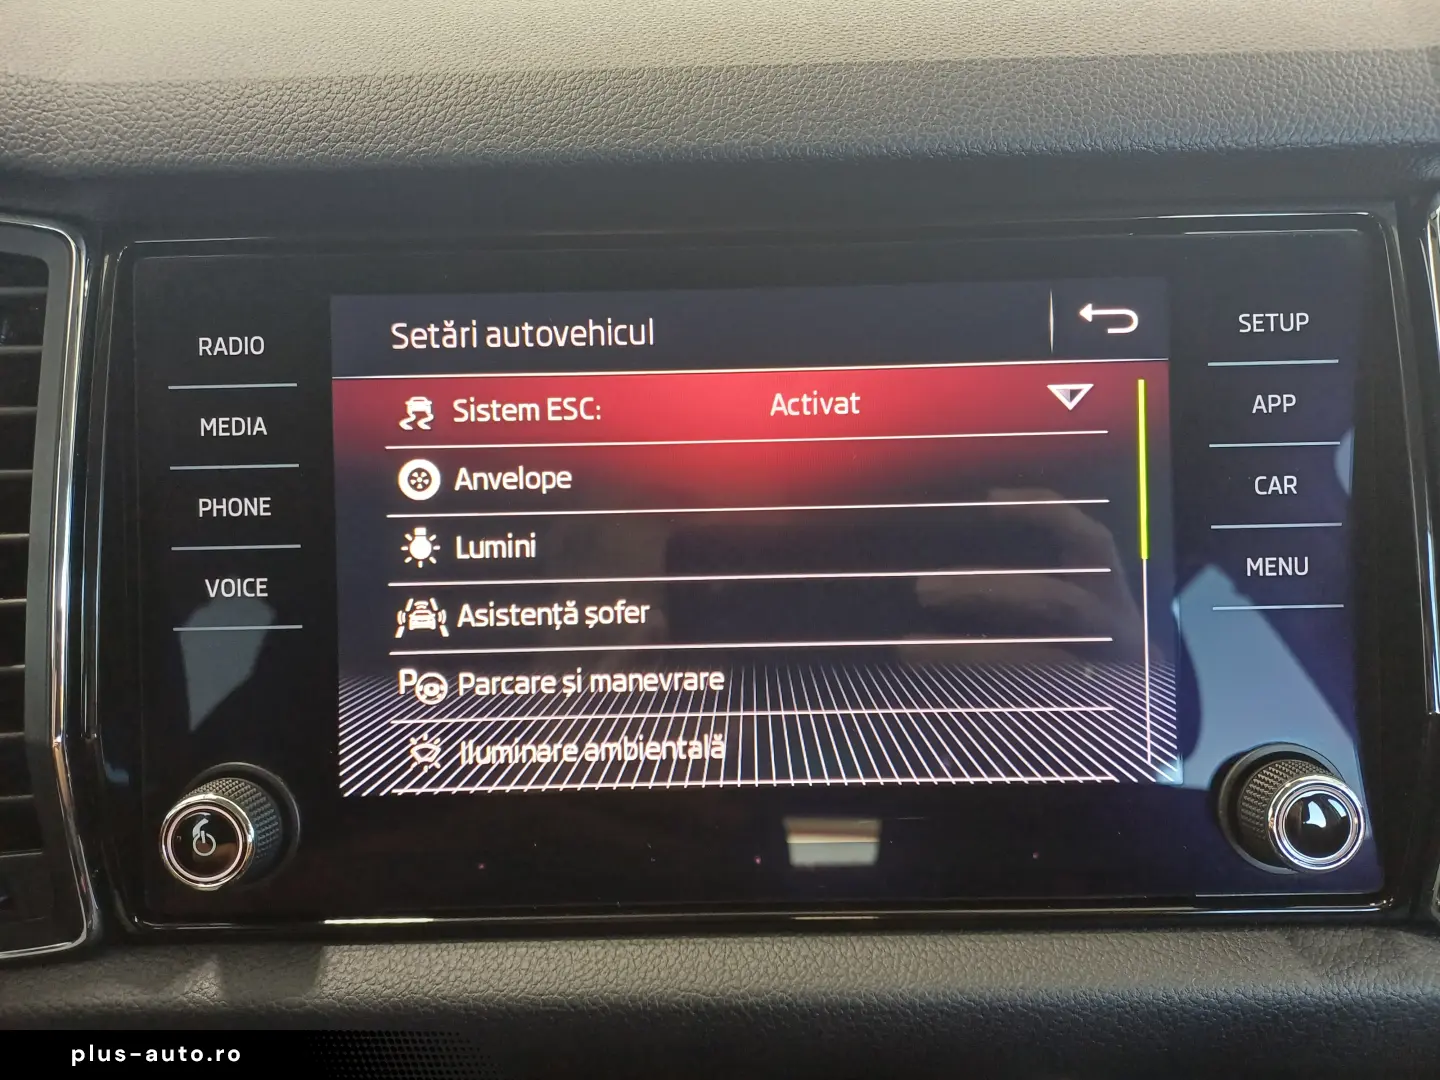 RADIO
MEDIA
PHONE
VOICE
Setări autovehicul
Sistem ESC: Activat
Anvelope
Lumini
Asistență șofer
Parcare și manevrare
Iluminare ambientală
SETUP
APP
CAR
MENU
plus-auto.ro